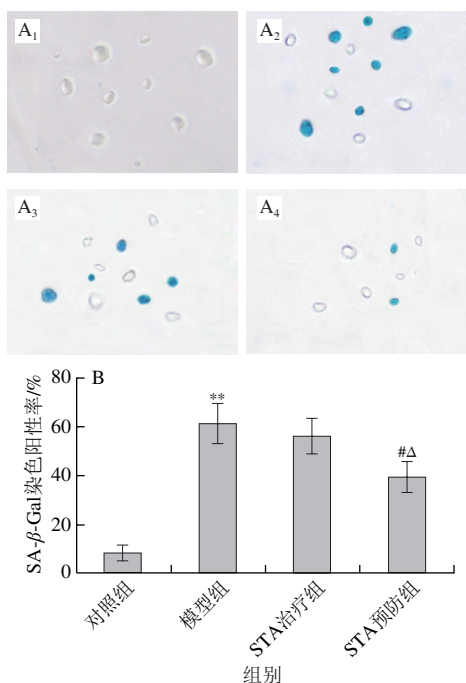 A₁
A₂
A₃
A₄
B
SA-β-Gal染色阳性率/%
80
60
40
20
0
**
#Δ
对照组
模型组
STA治疗组
STA预防组
组别